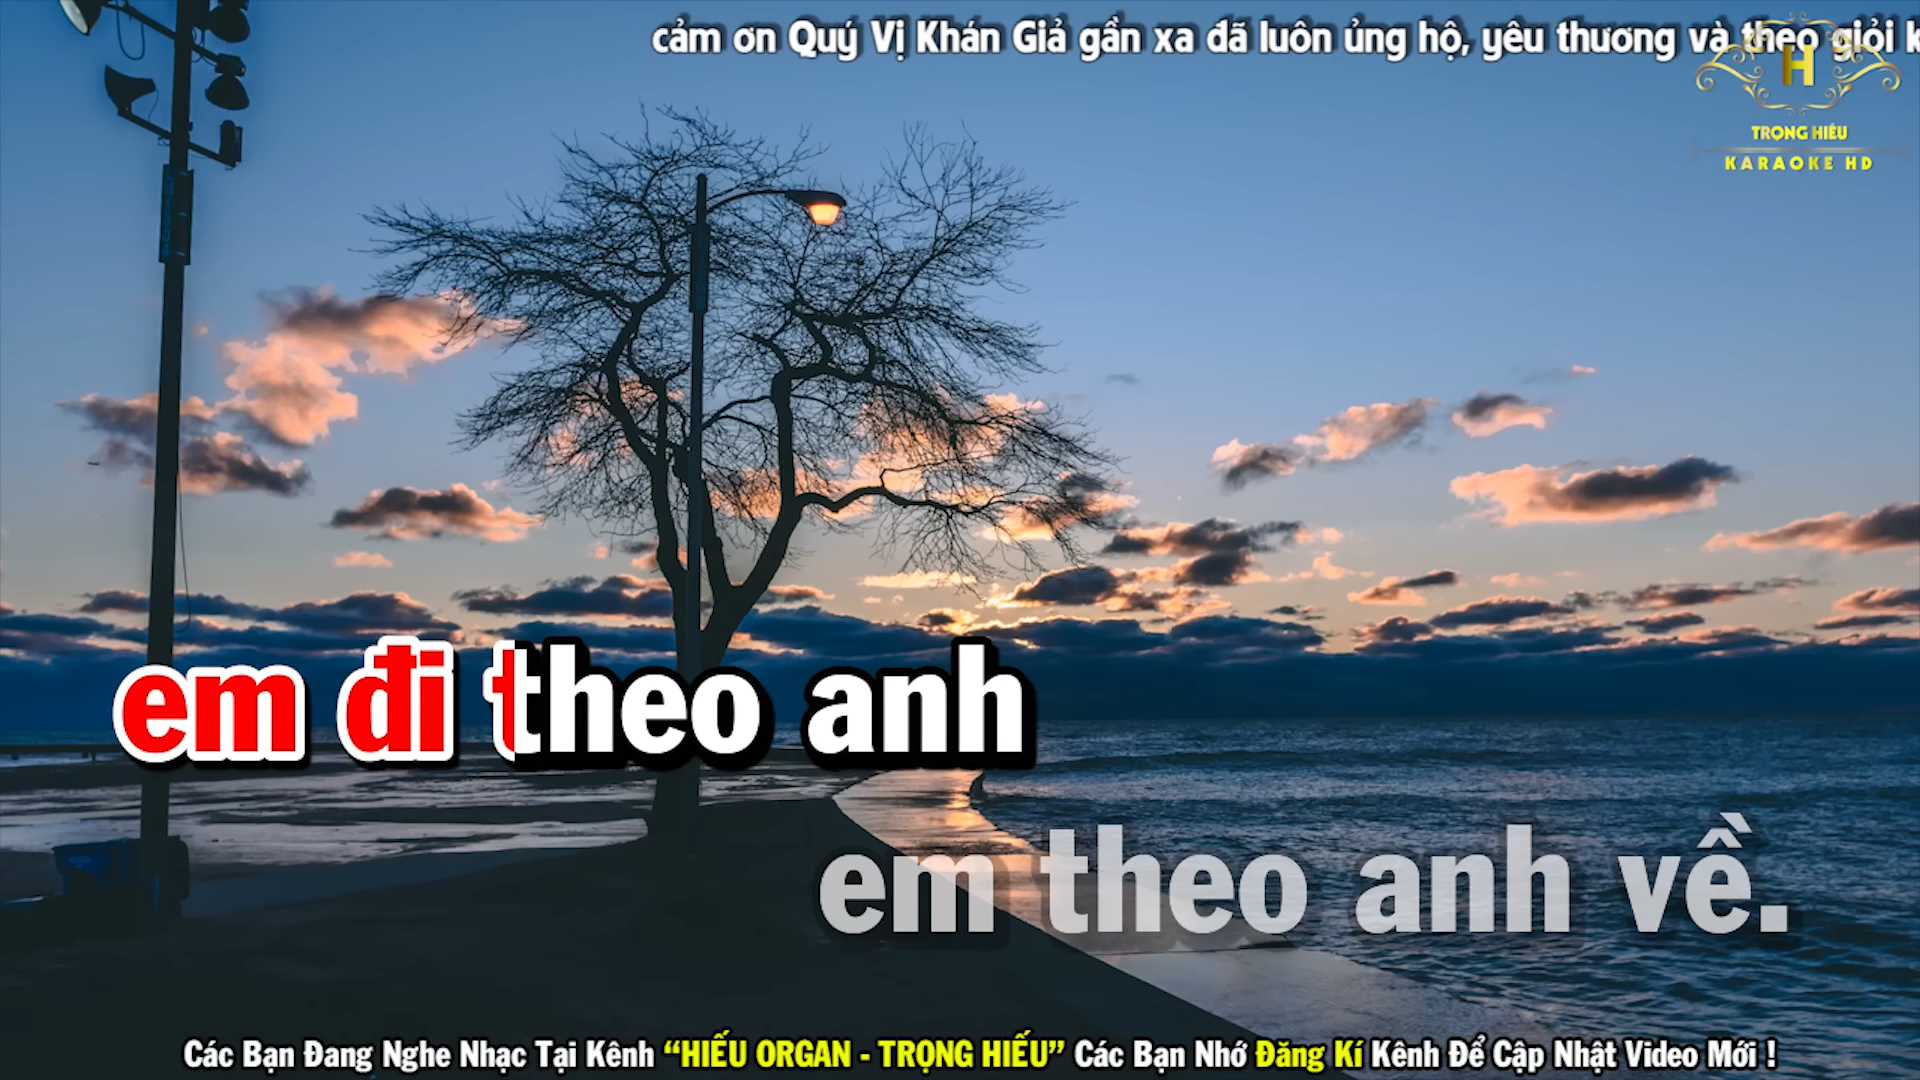 cảm ơn Quý Vị Khán Giả gần xa đã luôn ủng hộ, yêu thương và theo giỏi k
H
TRỌNG HIẾU
KARAOKE HD
em đi theo anh
em theo anh về.
Các Bạn Đang Nghe Nhạc Tại Kênh “HIẾU ORGAN - TRỌNG HIẾU” Các Bạn Nhớ Đăng Kí Kênh Để Cập Nhật Video Mới !